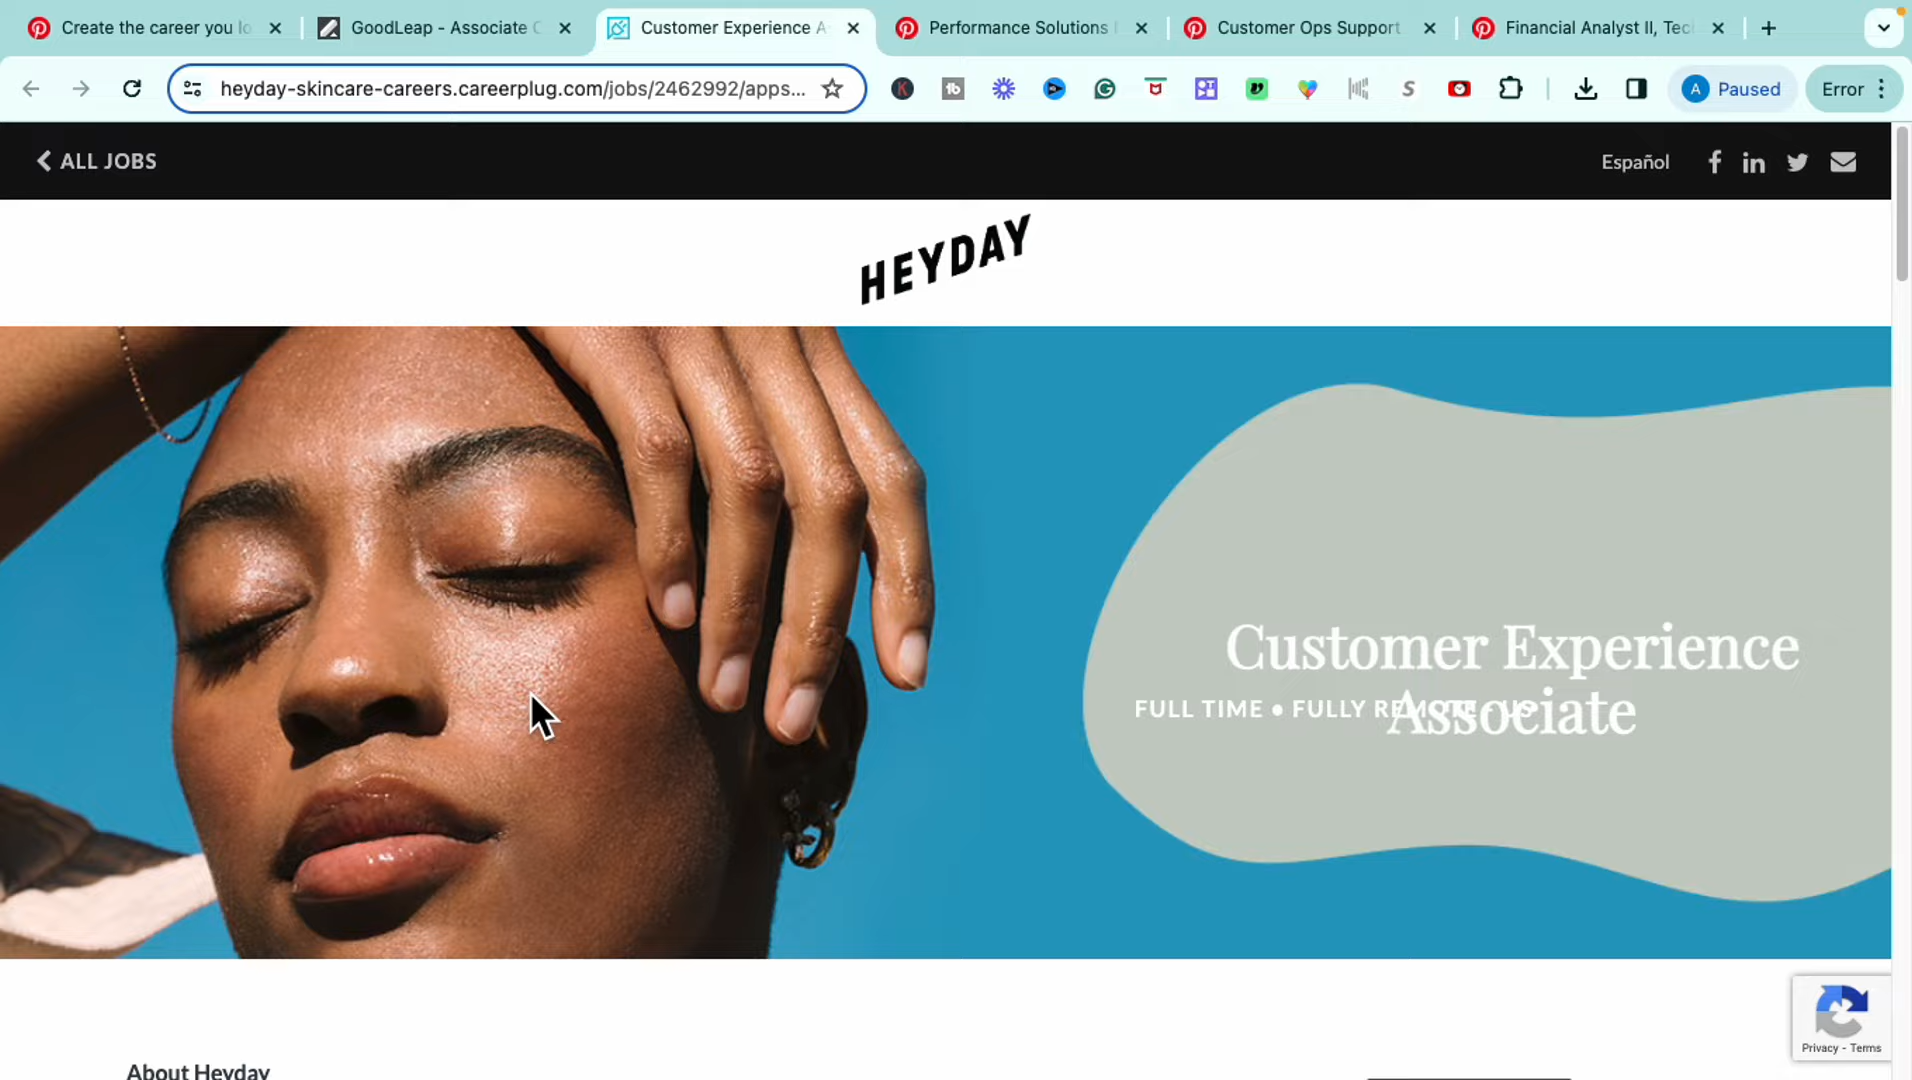 Create the career you lo
GoodLeap - Associate C
Customer Experience A
Performance Solutions
Customer Ops Support
Financial Analyst II, Tec
heyday-skincare-careers.careerplug.com/jobs/2462992/apps...
A Paused
Error
ALL JOBS
Español
HEYDAY
Customer Experience
Associate
FULL TIME • FULLY REMOTE - US
About Heyday
Privacy - Terms